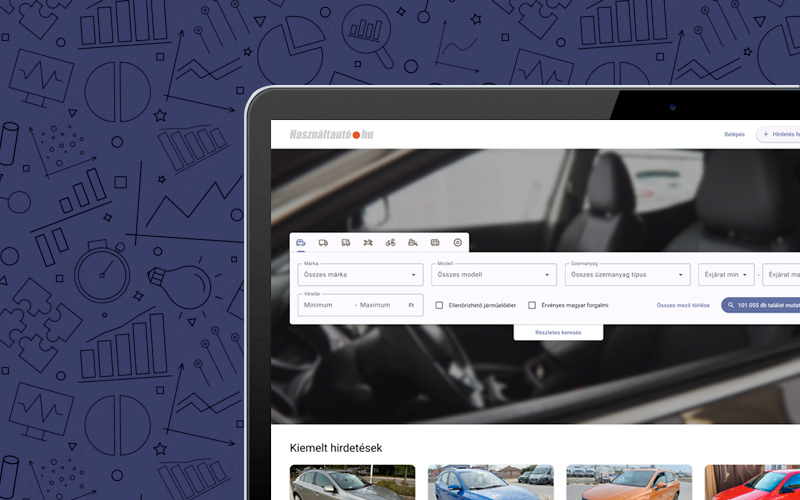 Használtautó.hu
Belépés
+ Hirdetés fe
Márka
Összes márka
Modell
Összes modell
Üzemanyag
Összes üzemanyag típus
Évjárat min
-
Évjárat ma
Vételár
Minimum - Maximum Ft
Ellenőrizhető járműelőélet
Érvényes magyar forgalmi
Összes mező törlése
101 055 db találat mutat
Részletes keresés
Kiemelt hirdetések